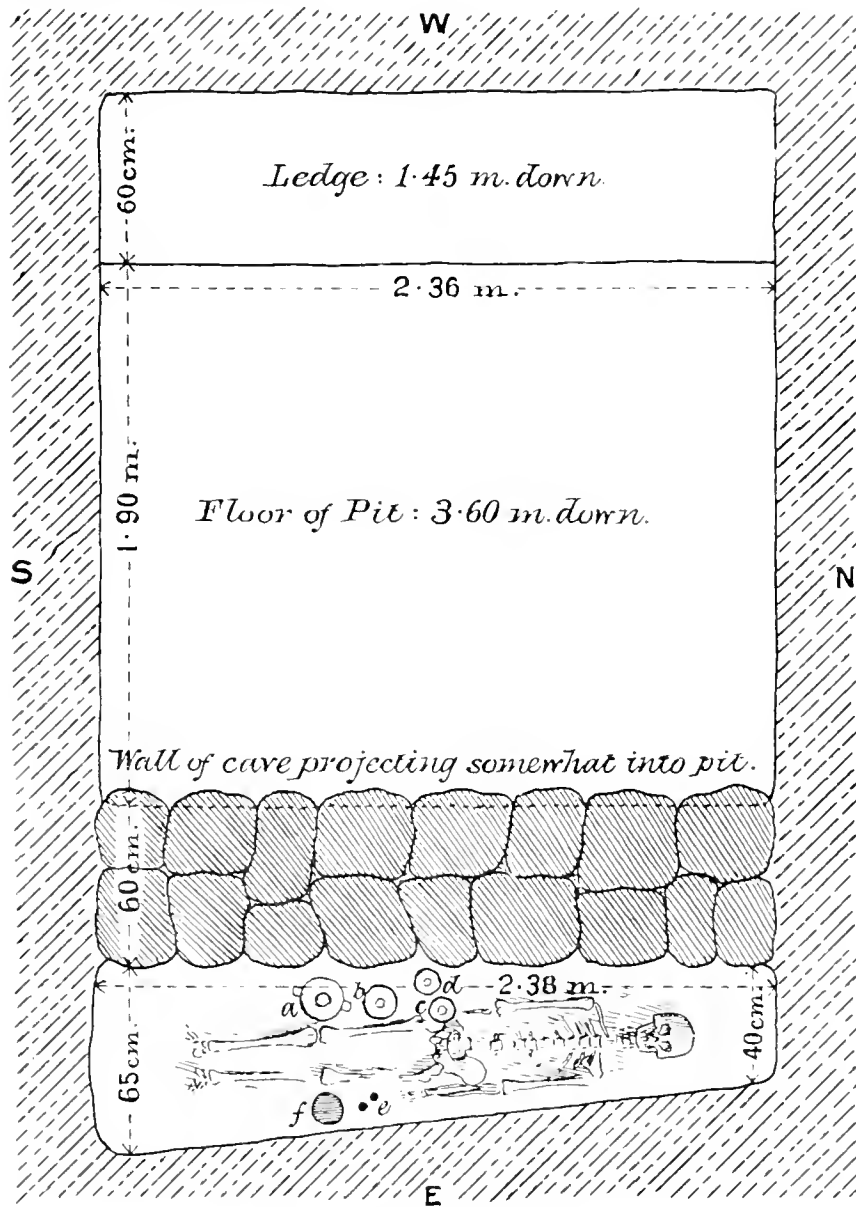 W
60cm.
Ledge: 1·45 m. down.
2·36 m.
1·90 m.
Floor of Pit: 3·60 m. down.
S
N
Wall of cave projecting somewhat into pit.
60 cm.
a
b
c
d
2·38 m.
65cm.
40cm.
f
e
E